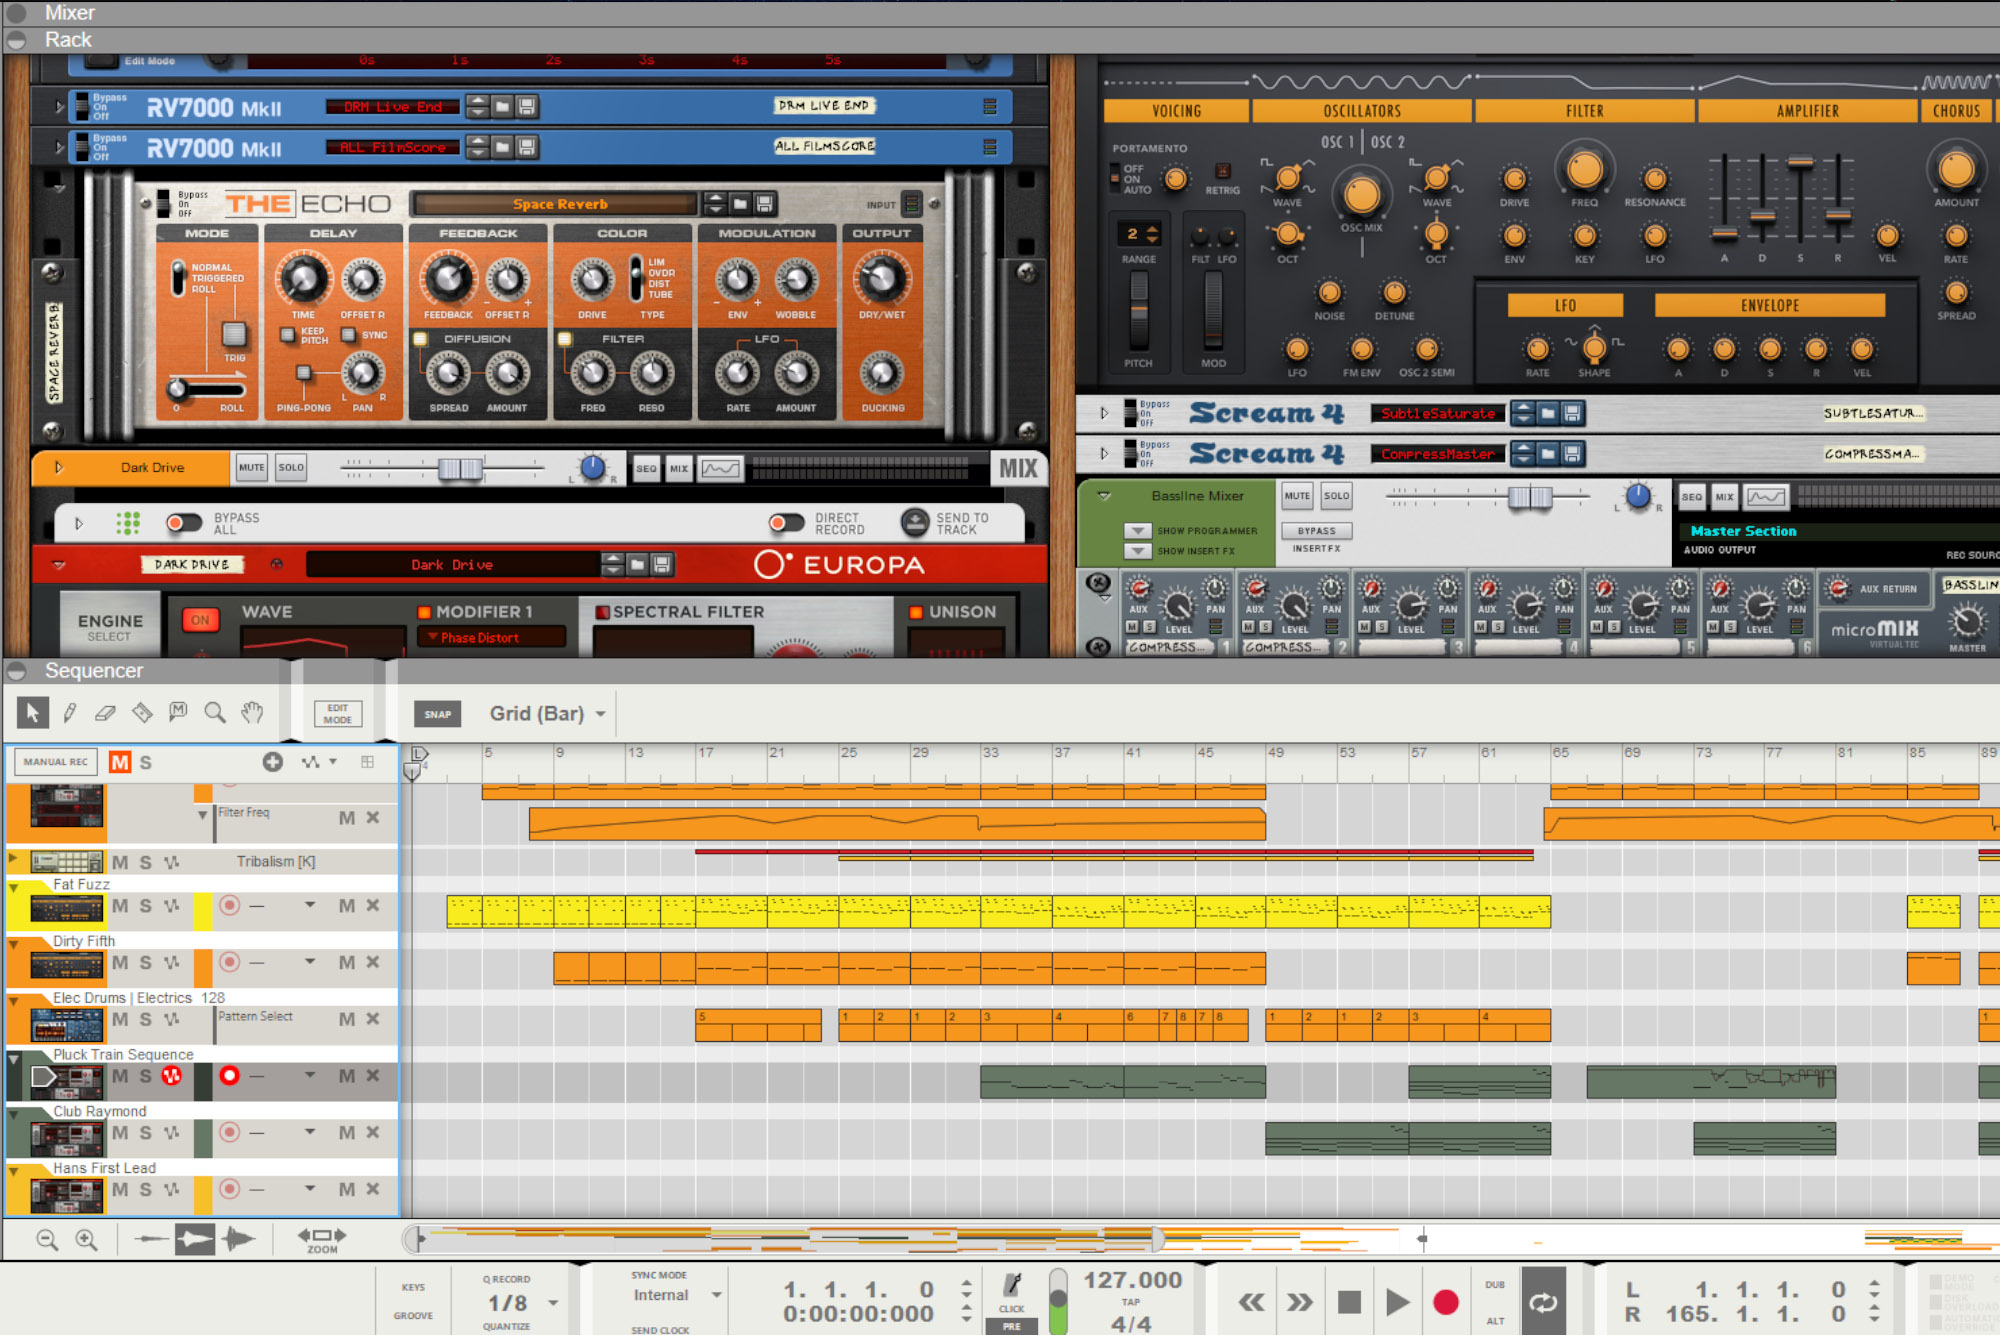 Mixer
Rack
Edit Mode 0s 1s 2s 3s 4s 5s
Bypass On Off RV7000 MkII DRM Live End DRM LIVE END
Bypass On Off RV7000 MkII ALL FilmScore ALL FILMSCORE
Bypass On Off THE ECHO Space Reverb INPUT
MODE DELAY FEEDBACK COLOR MODULATION OUTPUT
NORMAL TRIGGERED ROLL LIM OVDR DIST TUBE
TIME OFFSET R FEEDBACK OFFSET R DRIVE TYPE ENV WOBBLE DRY/WET
KEEP PITCH SYNC DIFFUSION FILTER LFO
TRIG
SPACE REVERB
0 ROLL PING-PONG L PAN R SPREAD AMOUNT FREQ RESO RATE AMOUNT DUCKING
Dark Drive MUTE SOLO L R SEQ MIX MIX
BYPASS ALL DIRECT RECORD SEND TO TRACK
DARK DRIVE Dark Drive EUROPA
ENGINE SELECT ON WAVE MODIFIER 1 SPECTRAL FILTER UNISON
Phase Distort
VOICING OSCILLATORS FILTER AMPLIFIER CHORUS
PORTAMENTO OSC 1 OSC 2
OFF ON AUTO RETRIG WAVE OSC MIX WAVE DRIVE FREQ RESONANCE AMOUNT
2 RANGE FILT LFO OCT OCT ENV KEY LFO A D S R VEL RATE
NOISE DETUNE LFO ENVELOPE SPREAD
PITCH MOD LFO FM ENV OSC 2 SEMI RATE SHAPE A D S R VEL
Bypass On Off Scream 4 SubtleSaturate SUBTLESATUR...
Bypass On Off Scream 4 CompressMaster COMPRESSMA...
Bassline Mixer MUTE SOLO L R SEQ MIX
SHOW PROGRAMMER BYPASS Master Section
SHOW INSERT FX INSERT FX AUDIO OUTPUT REC SOURC
AUX PAN AUX PAN AUX PAN AUX PAN AUX PAN AUX PAN AUX RETURN BASSLIN
M S LEVEL M S LEVEL M S LEVEL M S LEVEL M S LEVEL M S LEVEL microMIX VIRTUAL TEC MASTER
COMPRESS... 1 COMPRESS... 2 3 4 5 6
Sequencer
EDIT MODE SNAP Grid (Bar)
MANUAL REC M S L 5 9 13 17 21 25 29 33 37 41 45 49 53 57 61 65 69 73 77 81 85 89
4
Filter Freq M
M S Tribalism [K]
Fat Fuzz
M S M
Dirty Fifth
M S M
Elec Drums | Electrics 128
M S Pattern Select M 5 1 2 1 2 3 4 6 7 8 7 8 1 2 1 2 3 4 1
Pluck Train Sequence
M S M
Club Raymond
M S M
Hans First Lead
M S M
ZOOM
KEYS Q RECORD SYNC MODE 1. 1. 1. 0 127.000 DUB L 1. 1. 1. 0
GROOVE 1/8 Internal 0:00:00:000 CLICK TAP ALT R 165. 1. 1. 0
QUANTIZE SEND CLOCK PRE 4/4
DEMO MODE
DISK OVERLOAD
AUTOMATIO OVERRIDE